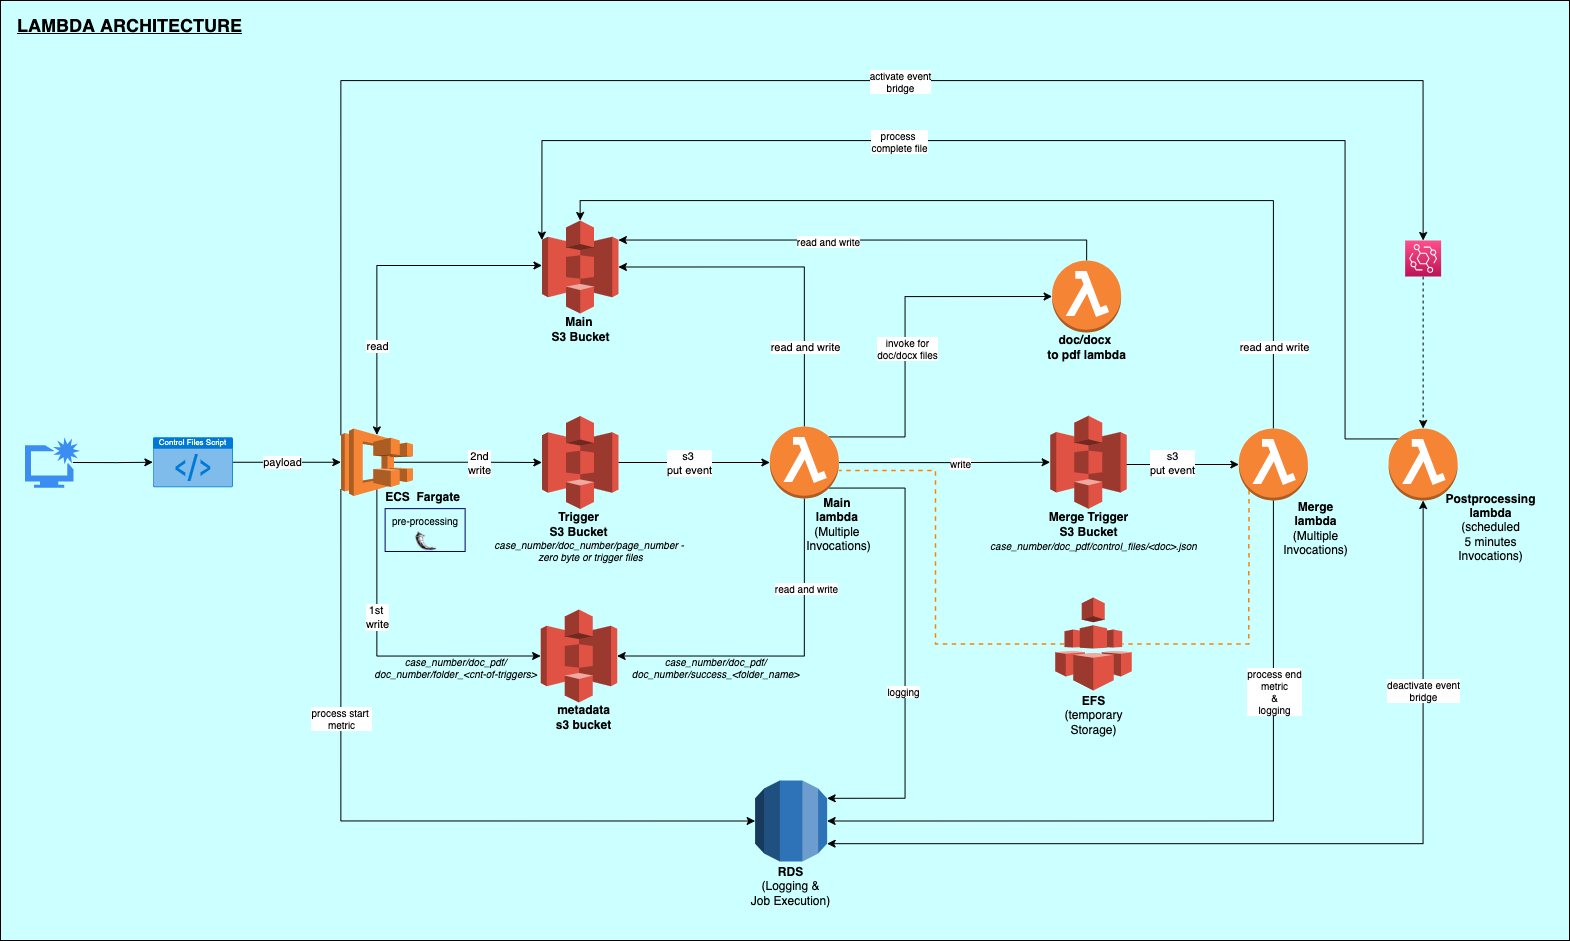 LAMBDA ARCHITECTURE
activate event
bridge
process
complete file
read and write
Main
S3 Bucket
read
read and write
invoke for
doc/docx files
doc/docx
to pdf lambda
read and write
Control Files Script
</>
payload
2nd
write
s3
put event
write
s3
put event
ECS Fargate
pre-processing
Trigger
S3 Bucket
case_number/doc_number/page_number -
zero byte or trigger files
Main
lambda
(Multiple
Invocations)
Merge Trigger
S3 Bucket
case_number/doc_pdf/control_files/<doc>.json
Merge
lambda
(Multiple
Invocations)
Postprocessing
lambda
(scheduled
5 minutes
Invocations)
1st
write
read and write
case_number/doc_pdf/
doc_number/folder_<cnt-of-triggers>
case_number/doc_pdf/
doc_number/success_<folder_name>
metadata
s3 bucket
process start
metric
logging
EFS
(temporary
Storage)
process end
metric
&
logging
deactivate event
bridge
RDS
(Logging &
Job Execution)